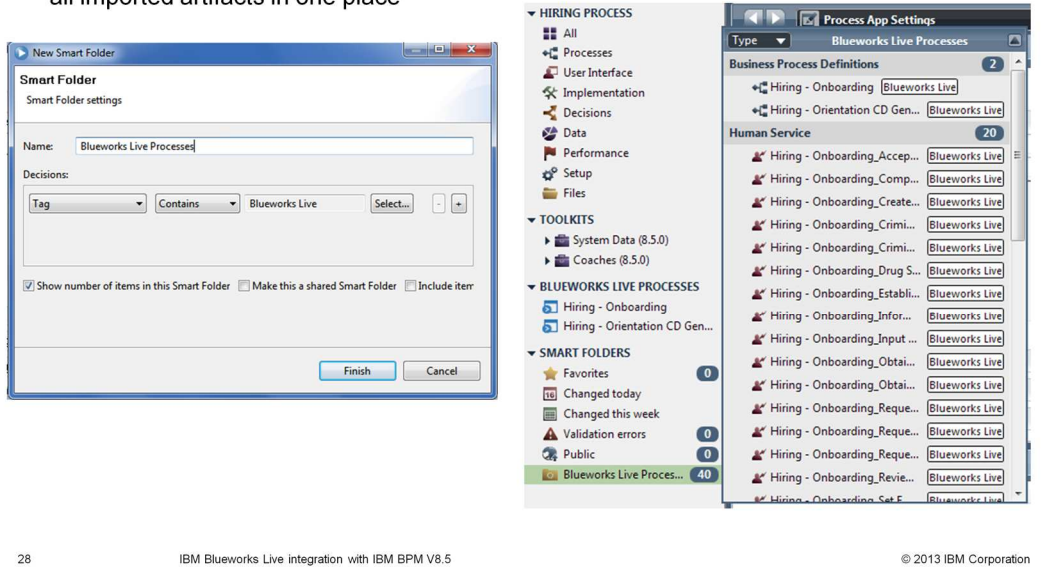 all imported artifacts in one place
New Smart Folder
Smart Folder
Smart Folder settings
Name: Blueworks Live Processes
Decisions:
Tag Contains Blueworks Live Select... - +
Show number of items in this Smart Folder Make this a shared Smart Folder Include item
Finish Cancel
HIRING PROCESS
All
Processes
User Interface
Implementation
Decisions
Data
Performance
Setup
Files
TOOLKITS
System Data (8.5.0)
Coaches (8.5.0)
BLUEWORKS LIVE PROCESSES
Hiring - Onboarding
Hiring - Orientation CD Gen...
SMART FOLDERS
Favorites 0
Changed today
Changed this week
Validation errors 0
Public 0
Blueworks Live Proces... 40
Process App Settings
Type Blueworks Live Processes
Business Process Definitions 2
Hiring - Onboarding Blueworks Live
Hiring - Orientation CD Gen... Blueworks Live
Human Service 20
Hiring - Onboarding_Accep... Blueworks Live
Hiring - Onboarding_Comp... Blueworks Live
Hiring - Onboarding_Create... Blueworks Live
Hiring - Onboarding_Crimi... Blueworks Live
Hiring - Onboarding_Crimi... Blueworks Live
Hiring - Onboarding_Drug S... Blueworks Live
Hiring - Onboarding_Establi... Blueworks Live
Hiring - Onboarding_Infor... Blueworks Live
Hiring - Onboarding_Input ... Blueworks Live
Hiring - Onboarding_Obtai... Blueworks Live
Hiring - Onboarding_Obtai... Blueworks Live
Hiring - Onboarding_Reque... Blueworks Live
Hiring - Onboarding_Reque... Blueworks Live
Hiring - Onboarding_Reque... Blueworks Live
Hiring - Onboarding_Revie... Blueworks Live
Hiring - Onboarding_Set Blueworks Live
28 IBM Blueworks Live integration with IBM BPM V8.5 © 2013 IBM Corporation